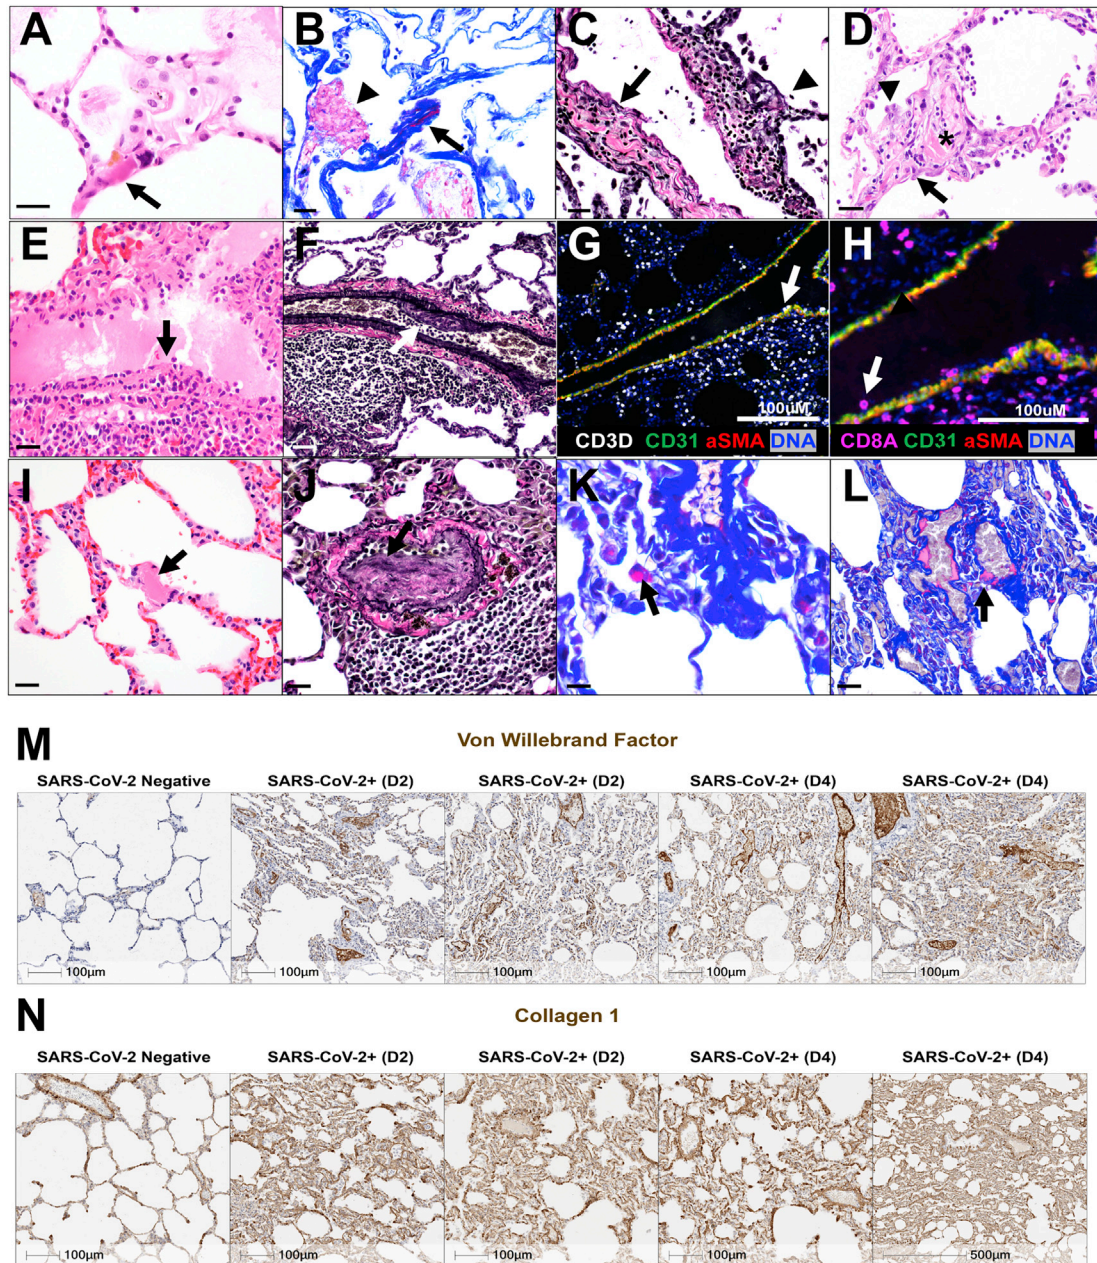 A
B
C
D
E
F
G
H
100uM
100uM
CD3D CD31 aSMA DNA
CD8A CD31 aSMA DNA
I
J
K
L
M
Von Willebrand Factor
SARS-CoV-2 Negative
SARS-CoV-2+ (D2)
SARS-CoV-2+ (D2)
SARS-CoV-2+ (D4)
SARS-CoV-2+ (D4)
100µm
100µm
100µm
100µm
100µm
N
Collagen 1
SARS-CoV-2 Negative
SARS-CoV-2+ (D2)
SARS-CoV-2+ (D2)
SARS-CoV-2+ (D4)
SARS-CoV-2+ (D4)
100µm
100µm
100µm
100µm
500µm